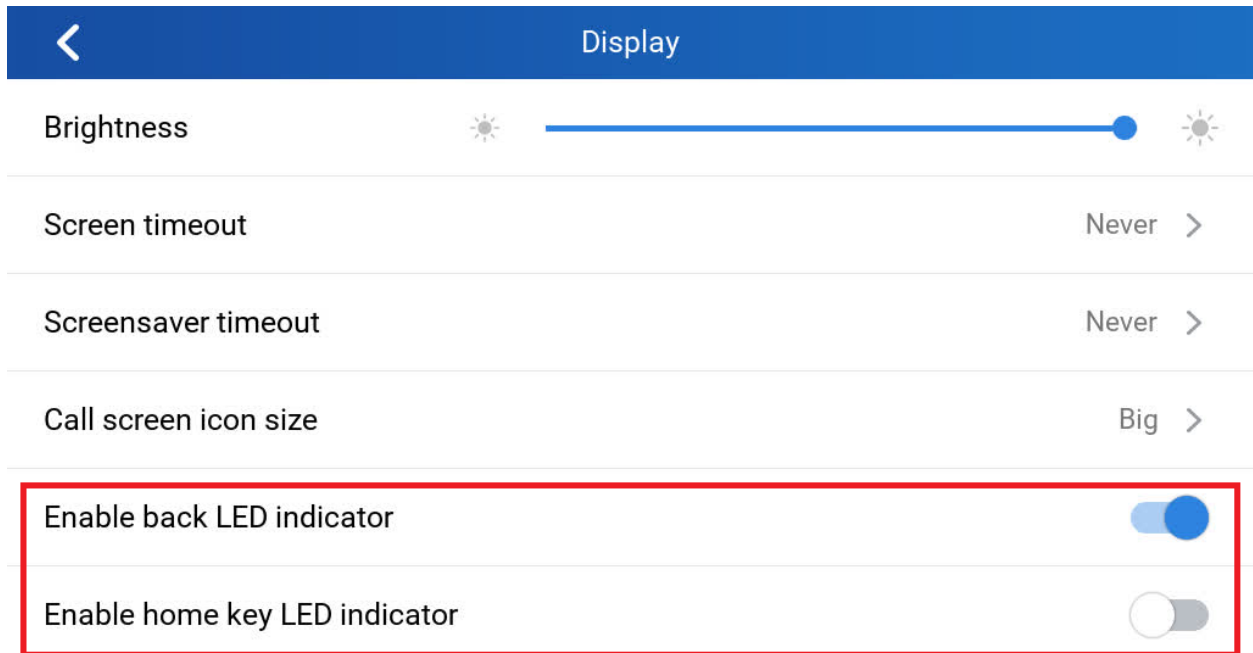 Display
Brightness
Screen timeout Never
Screensaver timeout Never
Call screen icon size Big
Enable back LED indicator
Enable home key LED indicator